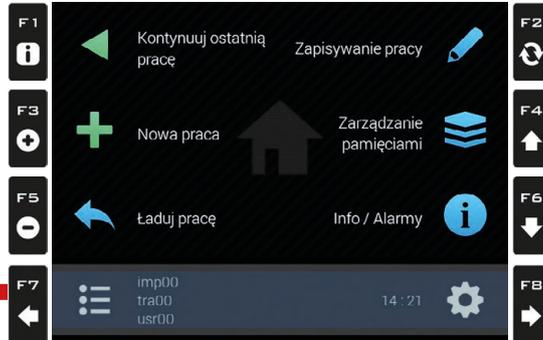 F1
Kontynuuj ostatnią
pracę
Zapisywanie pracy
F2
F3
Nowa praca
Zarządzanie
pamięciami
F4
F5
Ładuj pracę
Info / Alarmy
F6
F7
imp00
tra00
usr00
14 : 21
F8